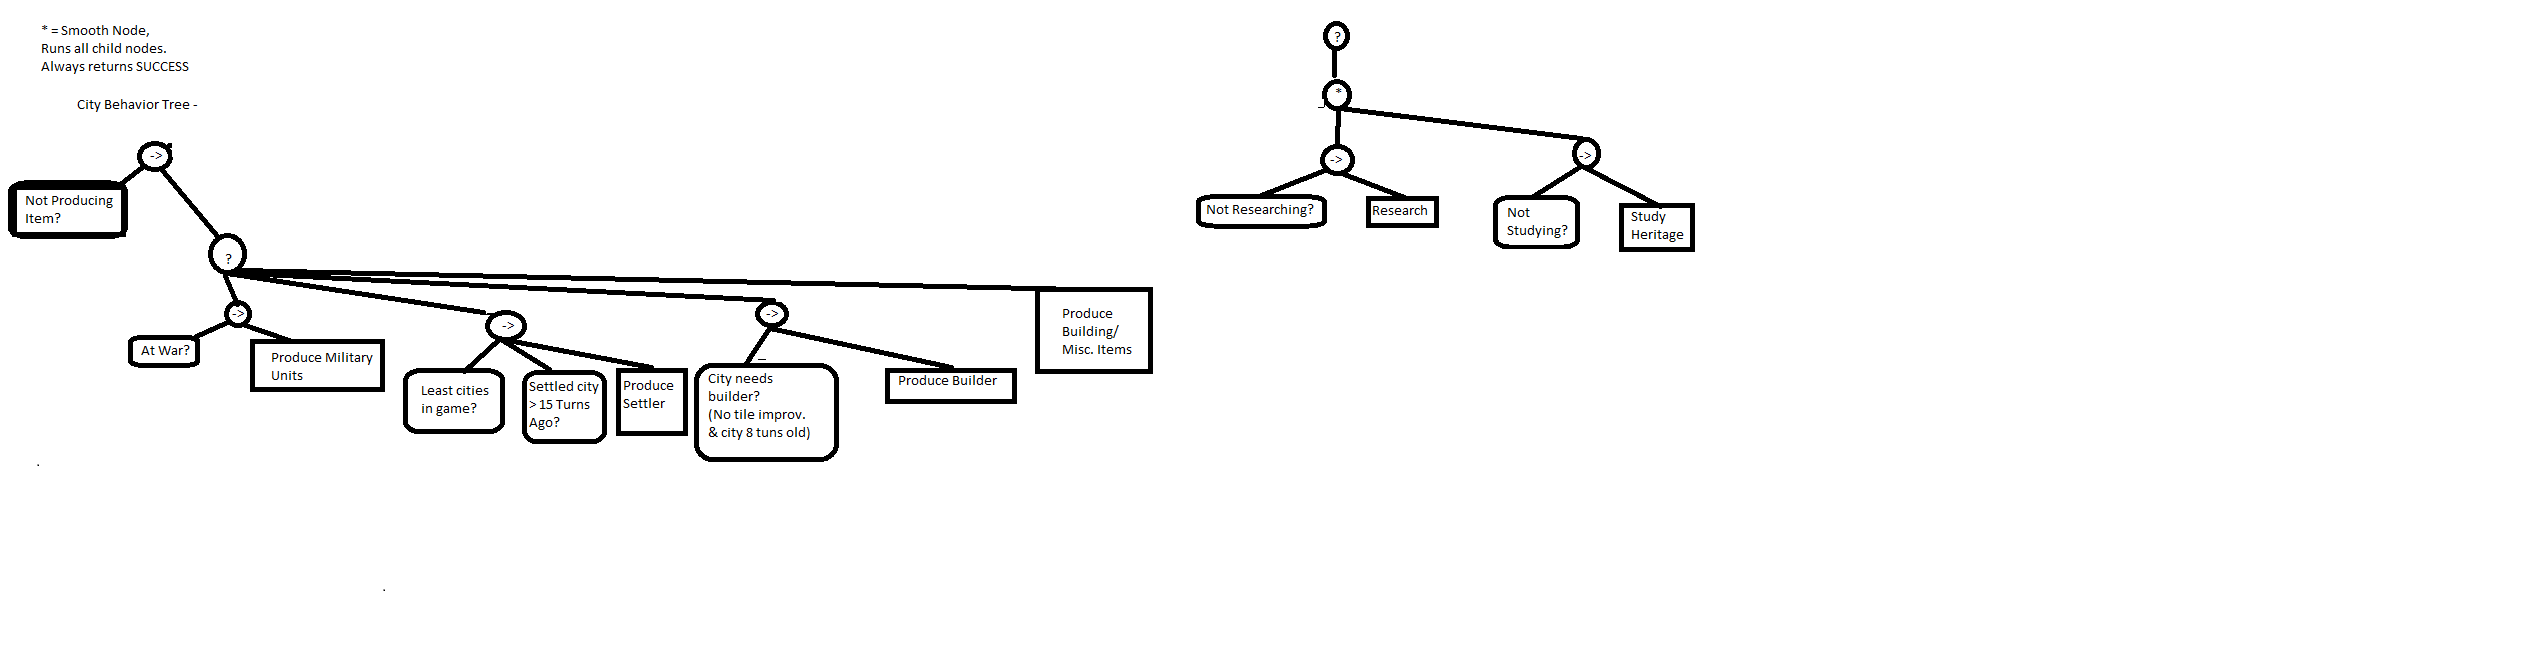 * = Smooth Node,
Runs all child nodes.
Always returns SUCCESS
City Behavior Tree -
->
Not Producing
Item?
?
->
At War?
Produce Military
Units
->
Least cities
in game?
Settled city
> 15 Turns
Ago?
Produce
Settler
->
City needs
builder?
(No tile improv.
& city 8 tuns old)
Produce Builder
Produce
Building/
Misc. Items
?
*
->
Not Researching?
Research
->
Not
Studying?
Study
Heritage